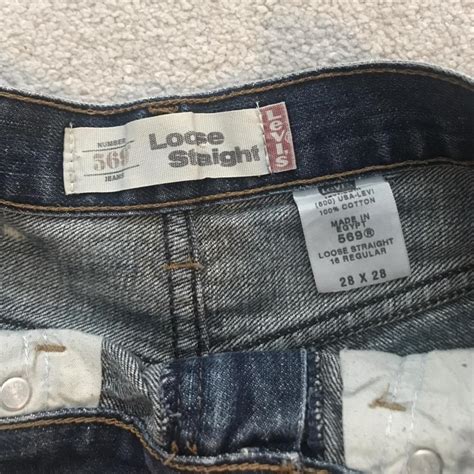 NUMBER
569
JEANS
Loose
Straight
Levi's
(800) USA-LEVI
100% COTTON
MADE IN
EGYPT
569®
LOOSE STRAIGHT
16 REGULAR
28 X 28